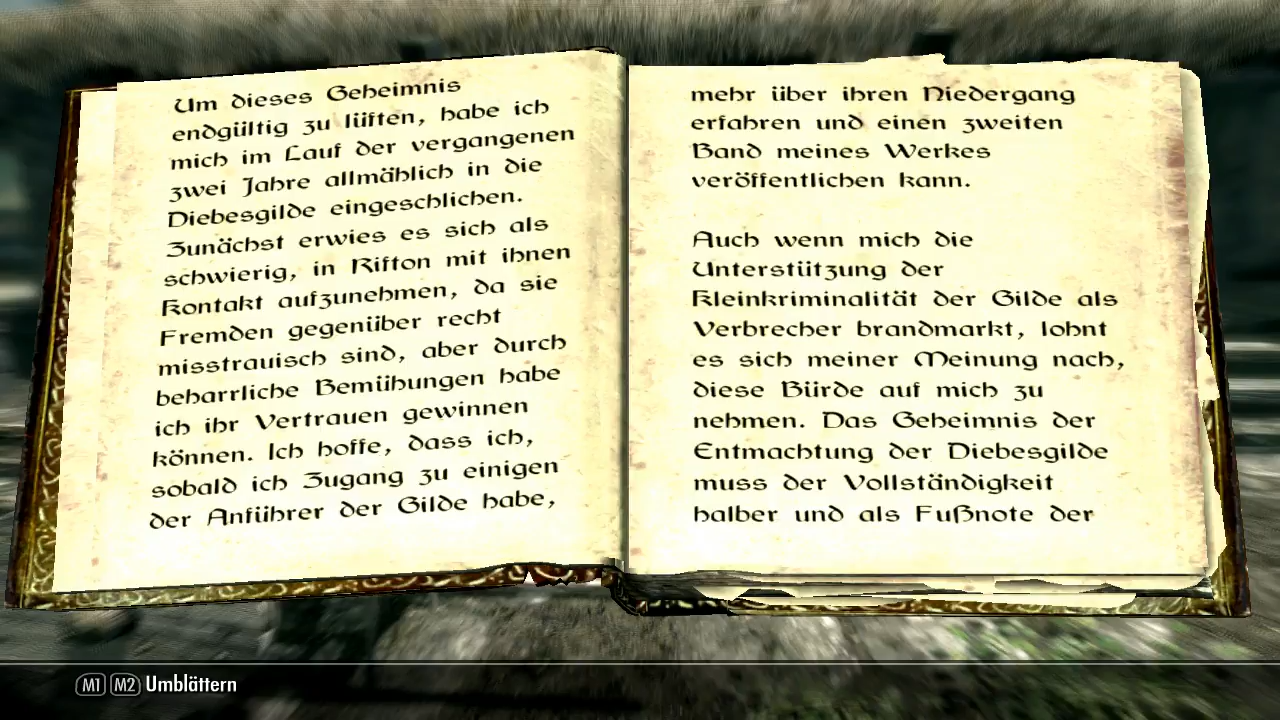 Um dieses Geheimnis
endgültig zu lüften, habe ich
mich im Lauf der vergangenen
zwei Jahre allmählich in die
Diebesgilde eingeschlichen.
Zunächst erwies es sich als
schwierig, in Rifton mit ihnen
Kontakt aufzunehmen, da sie
Fremden gegenüber recht
misstrauisch sind, aber durch
beharrliche Bemühungen habe
ich ihr Vertrauen gewinnen
können. Ich hoffe, dass ich,
sobald ich Zugang zu einigen
der Anführer der Gilde habe,
mehr über ihren Niedergang
erfahren und einen zweiten
Band meines Werkes
veröffentlichen kann.
Auch wenn mich die
Unterstützung der
Kleinkriminalität der Gilde als
Verbrecher brandmarkt, lohnt
es sich meiner Meinung nach,
diese Bürde auf mich zu
nehmen. Das Geheimnis der
Entmachtung der Diebesgilde
muss der Vollständigkeit
halber und als Fußnote der
M1 M2 Umblättern